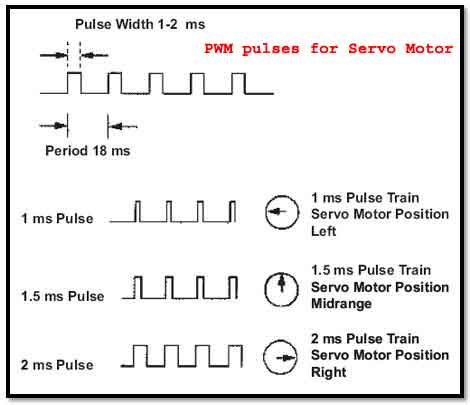 Pulse Width 1-2 ms
PWM pulses for Servo Motor
Period 18 ms
1 ms Pulse
1 ms Pulse Train
Servo Motor Position
Left
1.5 ms Pulse
1.5 ms Pulse Train
Servo Motor Position
Midrange
2 ms Pulse
2 ms Pulse Train
Servo Motor Position
Right